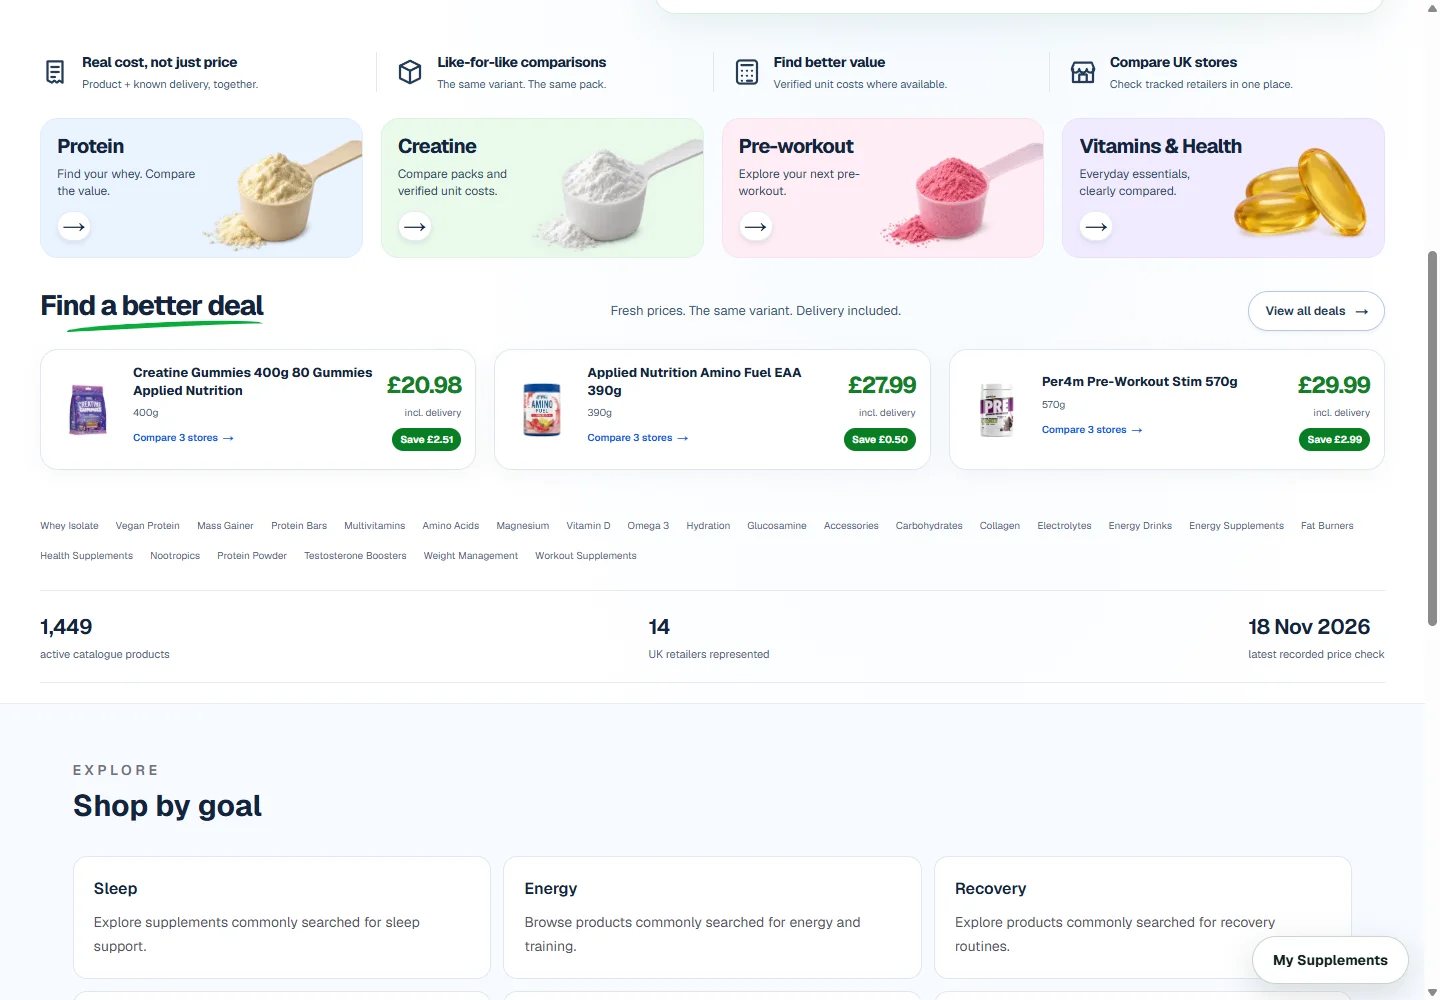 Real cost, not just price
Product + known delivery, together.
Like-for-like comparisons
The same variant. The same pack.
Find better value
Verified unit costs where available.
Compare UK stores
Check tracked retailers in one place.
Protein
Find your whey. Compare
the value.
→
Creatine
Compare packs and
verified unit costs.
→
Pre-workout
Explore your next pre-
workout.
→
Vitamins & Health
Everyday essentials,
clearly compared.
→
Find a better deal
Fresh prices. The same variant. Delivery included.
View all deals →
Creatine Gummies 400g 80 Gummies
Applied Nutrition
400g
Compare 3 stores →
£20.98
incl. delivery
Save £2.51
AMINO
FUEL
Applied Nutrition Amino Fuel EAA
390g
390g
Compare 3 stores →
£27.99
incl. delivery
Save £0.50
PRE
Per4m Pre-Workout Stim 570g
570g
Compare 3 stores →
£29.99
incl. delivery
Save £2.99
Whey Isolate Vegan Protein Mass Gainer Protein Bars Multivitamins Amino Acids Magnesium Vitamin D Omega 3 Hydration Glucosamine Accessories Carbohydrates Collagen Electrolytes Energy Drinks Energy Supplements Fat Burners
Health Supplements Nootropics Protein Powder Testosterone Boosters Weight Management Workout Supplements
1,449
active catalogue products
14
UK retailers represented
18 Nov 2026
latest recorded price check
EXPLORE
Shop by goal
Sleep
Explore supplements commonly searched for sleep
support.
Energy
Browse products commonly searched for energy and
training.
Recovery
Explore products commonly searched for recovery
routines.
My Supplements